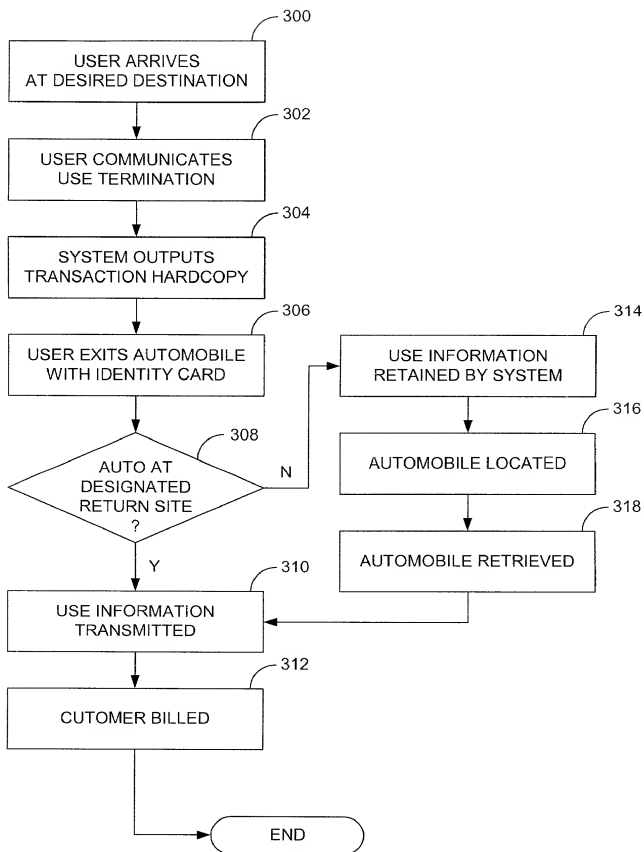 300
USER ARRIVES
AT DESIRED DESTINATION
302
USER COMMUNICATES
USE TERMINATION
304
SYSTEM OUTPUTS
TRANSACTION HARDCOPY
306
USER EXITS AUTOMOBILE
WITH IDENTITY CARD
308
AUTO AT
DESIGNATED
RETURN SITE
?
N
Y
314
USE INFORMATION
RETAINED BY SYSTEM
316
AUTOMOBILE LOCATED
318
AUTOMOBILE RETRIEVED
310
USE INFORMATION
TRANSMITTED
312
CUTOMER BILLED
END